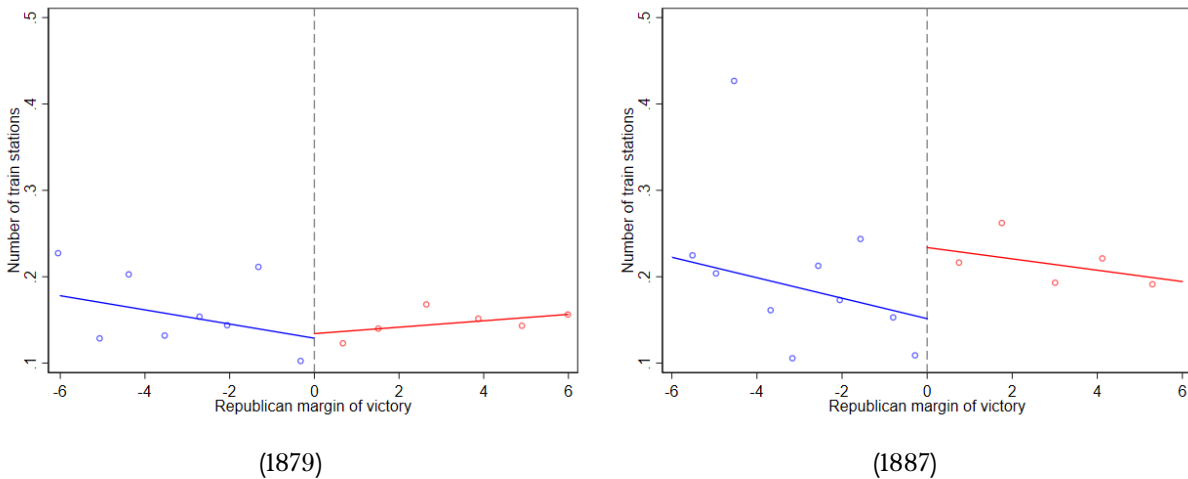 Number of train stations
.5
.4
.3
.2
.1
-6 -4 -2 0 2 4 6
Republican margin of victory
(1879)
Number of train stations
.5
.4
.3
.2
.1
-6 -4 -2 0 2 4 6
Republican margin of victory
(1887)